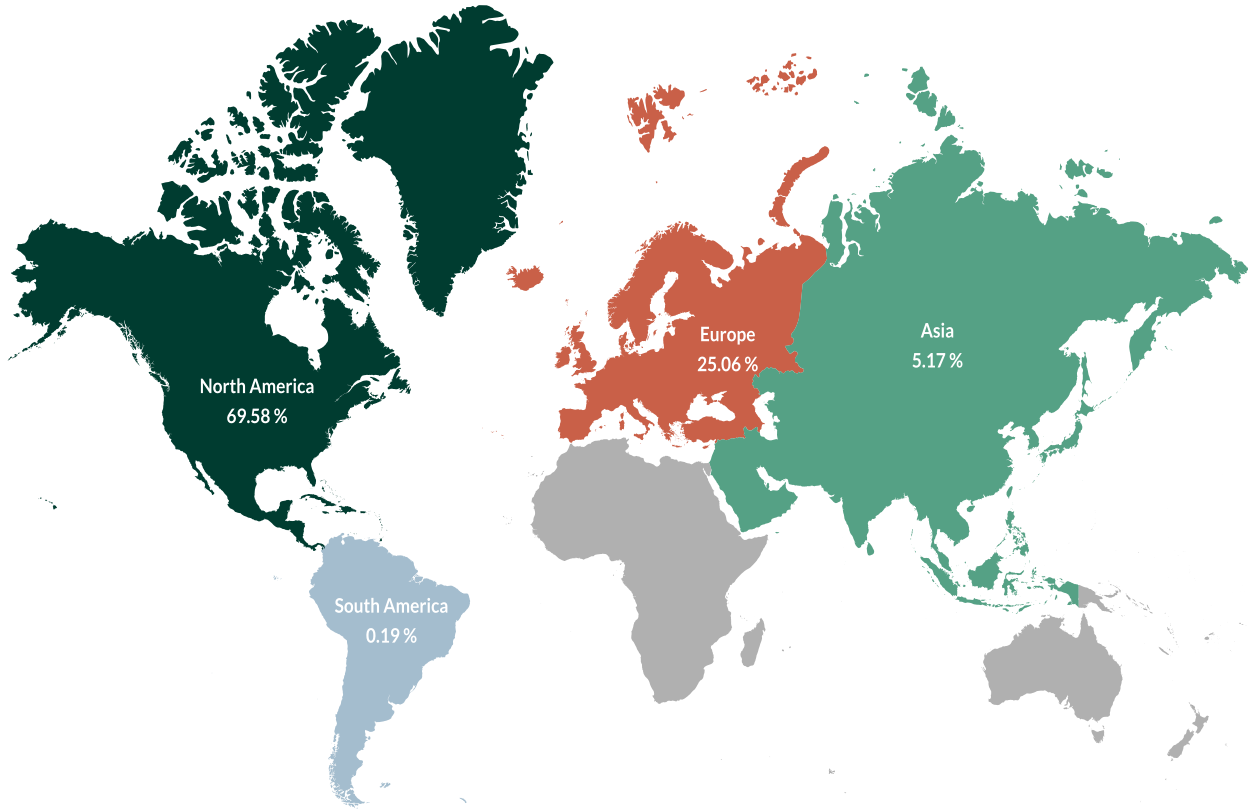 North America
69.58 %
Europe
25.06 %
Asia
5.17 %
South America
0.19 %